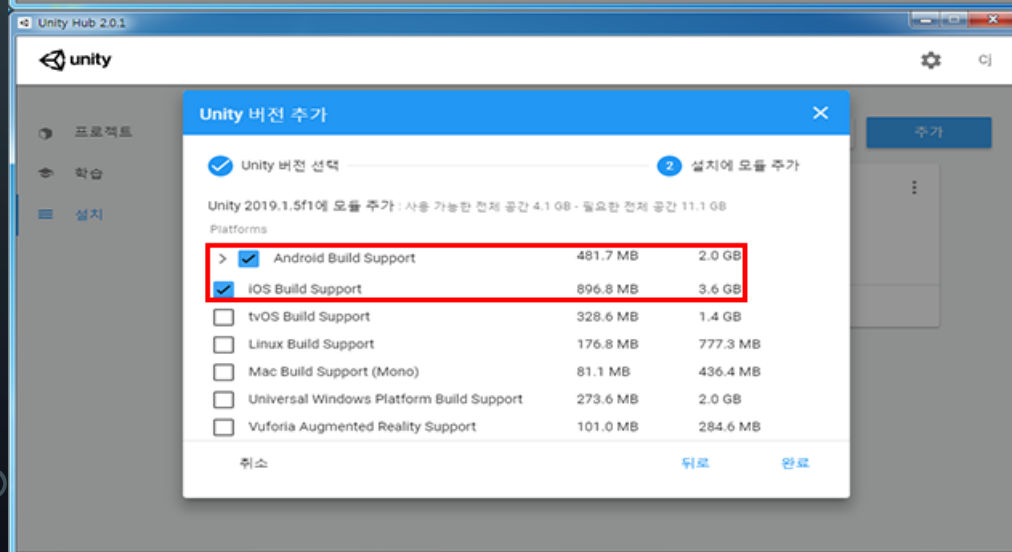 Unity Hub 2.0.1
unity
Cj
프로젝트
학습
설치
추가
Unity 버전 추가
Unity 버전 선택
2 설치에 모듈 추가
Unity 2019.1.5f1에 모듈 추가 : 사용 가능한 전체 공간 4.1 GB - 필요한 전체 공간 11.1 GB
Platforms
Android Build Support 481.7 MB 2.0 GB
iOS Build Support 896.8 MB 3.6 GB
tvOS Build Support 328.6 MB 1.4 GB
Linux Build Support 176.8 MB 777.3 MB
Mac Build Support (Mono) 81.1 MB 436.4 MB
Universal Windows Platform Build Support 273.6 MB 2.0 GB
Vuforia Augmented Reality Support 101.0 MB 284.6 MB
취소 뒤로 완료